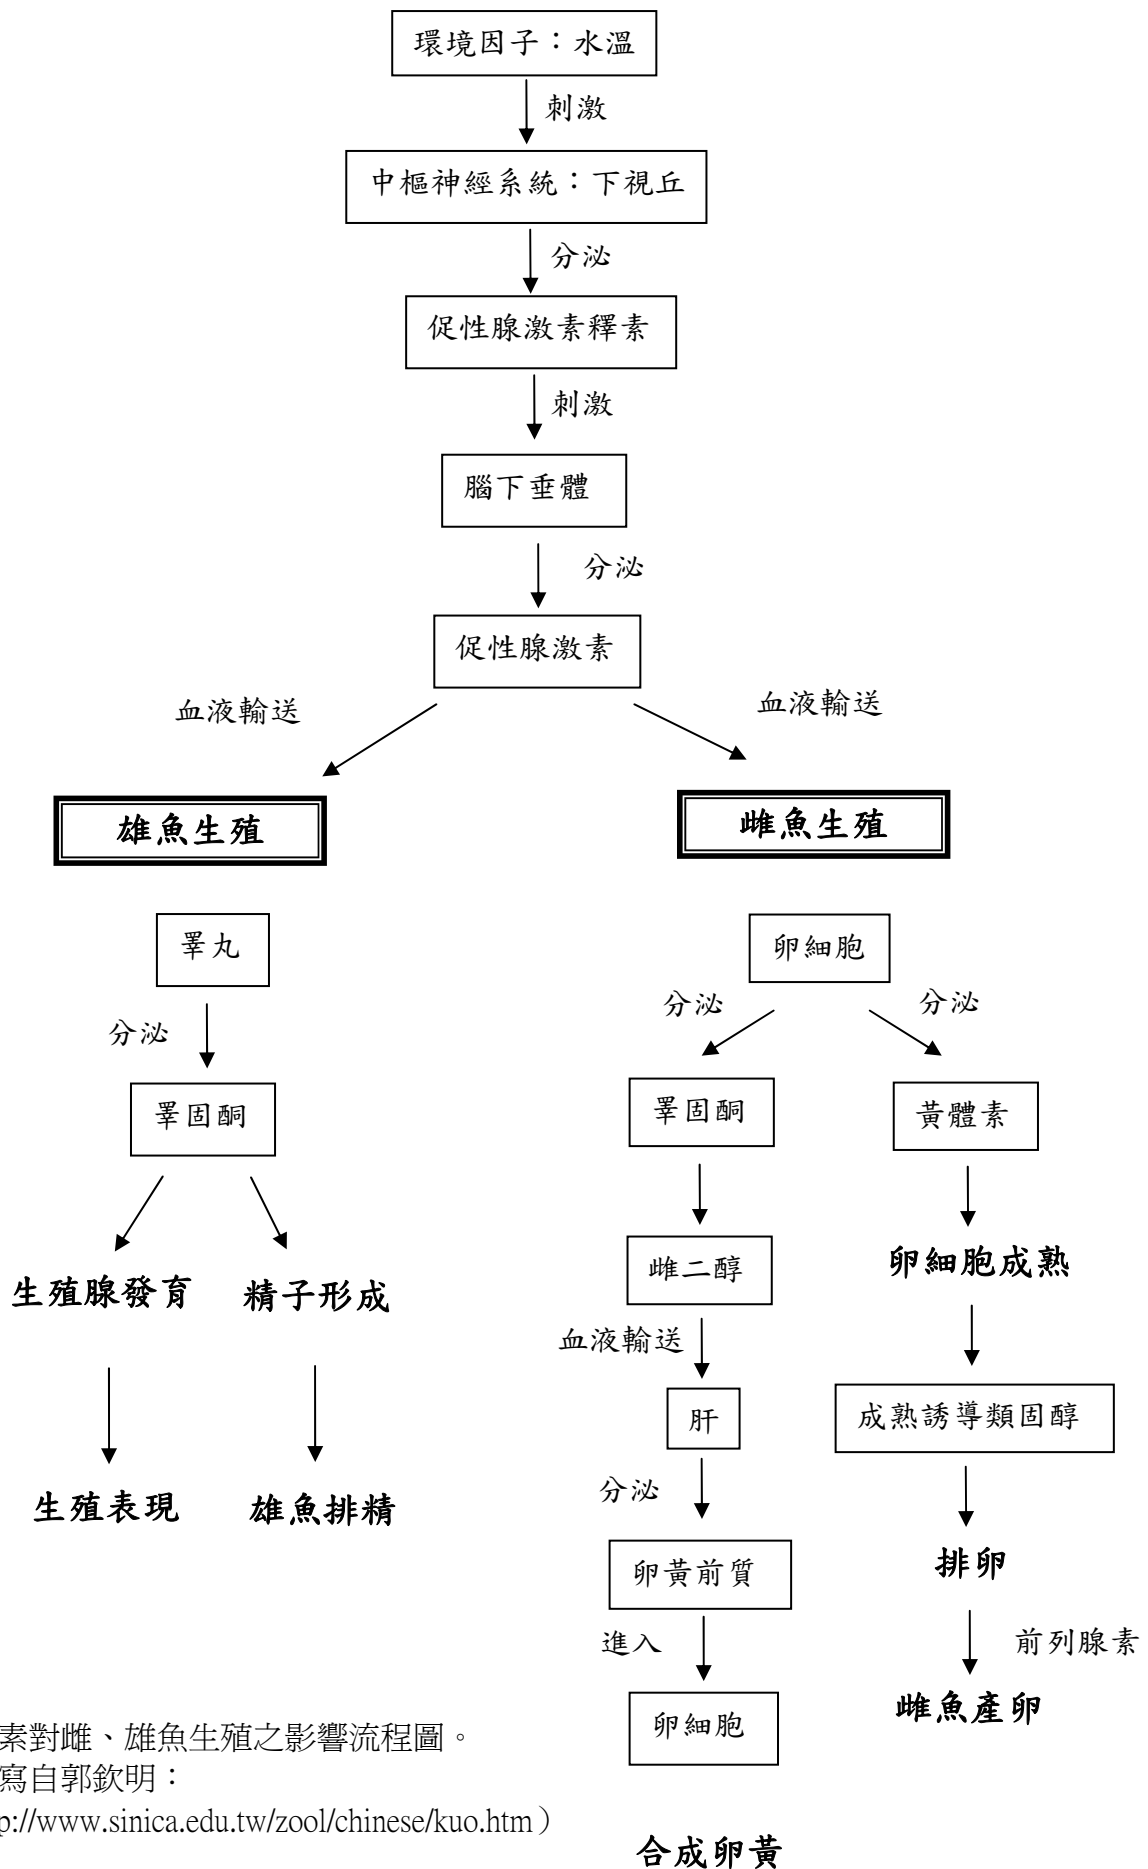 環境因子：水溫
刺激
中樞神經系統：下視丘
分泌
促性腺激素釋素
刺激
腦下垂體
分泌
促性腺激素
血液輸送
血液輸送
雄魚生殖
雌魚生殖
睪丸
分泌
睪固酮
生殖腺發育
精子形成
生殖表現
雄魚排精
卵細胞
分泌
分泌
睪固酮
黃體素
雌二醇
卵細胞成熟
血液輸送
肝
成熟誘導類固醇
分泌
卵黃前質
排卵
進入
前列腺素
卵細胞
雌魚產卵
合成卵黃
素對雌、雄魚生殖之影響流程圖。
寫自郭欽明：
p://www.sinica.edu.tw/zool/chinese/kuo.htm）